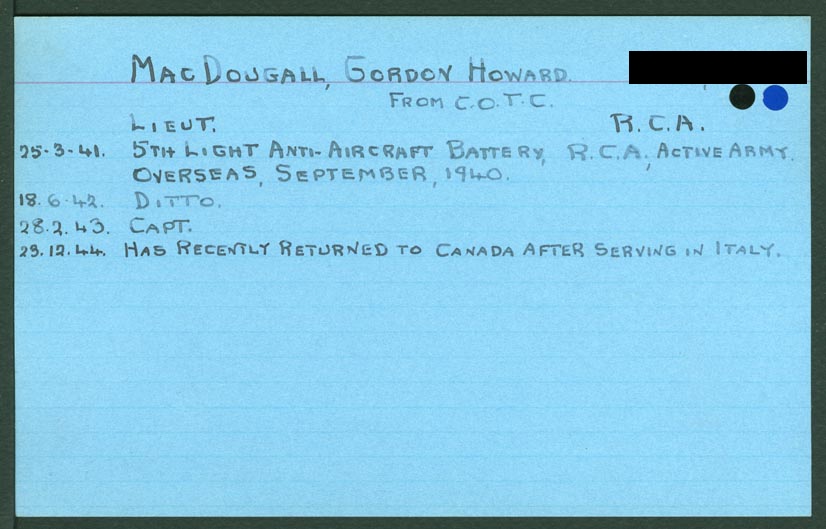 MacDougall, Gordon Howard.
From C.O.T.C.
Lieut. R.C.A.
25-3-41. 5th Light Anti-Aircraft Battery, R.C.A., Active Army.
Overseas, September, 1940.
18.6.42. Ditto.
28.2.43. Capt.
29.12.44. Has recently returned to Canada after serving in Italy.